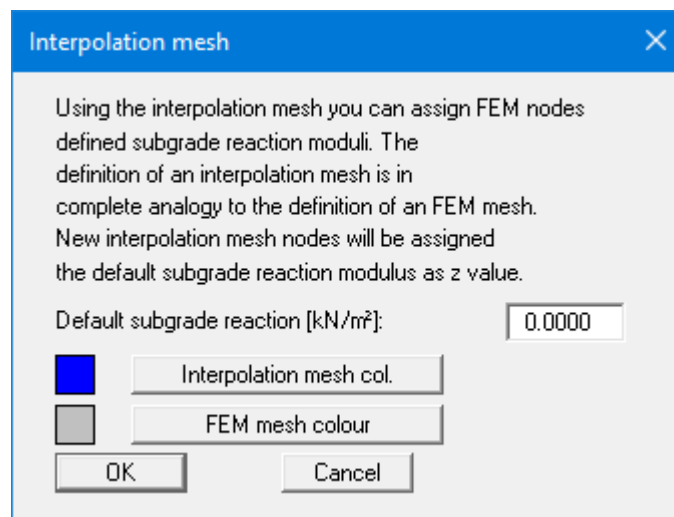 Interpolation mesh
Using the interpolation mesh you can assign FEM nodes
defined subgrade reaction moduli. The
definition of an interpolation mesh is in
complete analogy to the definition of an FEM mesh.
New interpolation mesh nodes will be assigned
the default subgrade reaction modulus as z value.
Default subgrade reaction [kN/m²]: 0.0000
Interpolation mesh col.
FEM mesh colour
OK Cancel